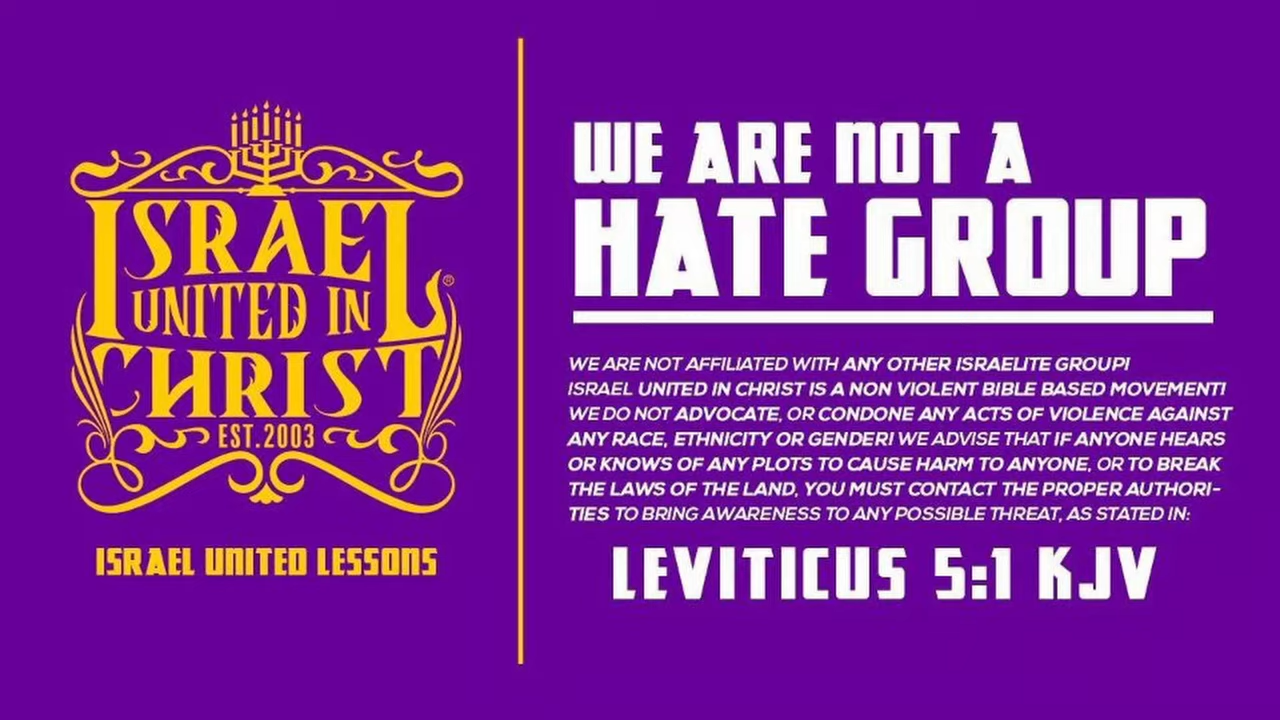 ISRAEL
UNITED IN
CHRIST
EST.2003
®
ISRAEL UNITED LESSONS
WE ARE NOT A
HATE GROUP
WE ARE NOT AFFILIATED WITH ANY OTHER ISRAELITE GROUP!
ISRAEL UNITED IN CHRIST IS A NON VIOLENT BIBLE BASED MOVEMENT!
WE DO NOT ADVOCATE, OR CONDONE ANY ACTS OF VIOLENCE AGAINST
ANY RACE, ETHNICITY OR GENDER! WE ADVISE THAT IF ANYONE HEARS
OR KNOWS OF ANY PLOTS TO CAUSE HARM TO ANYONE, OR TO BREAK
THE LAWS OF THE LAND, YOU MUST CONTACT THE PROPER AUTHORI-
TIES TO BRING AWARENESS TO ANY POSSIBLE THREAT, AS STATED IN:
LEVITICUS 5:1 KJV